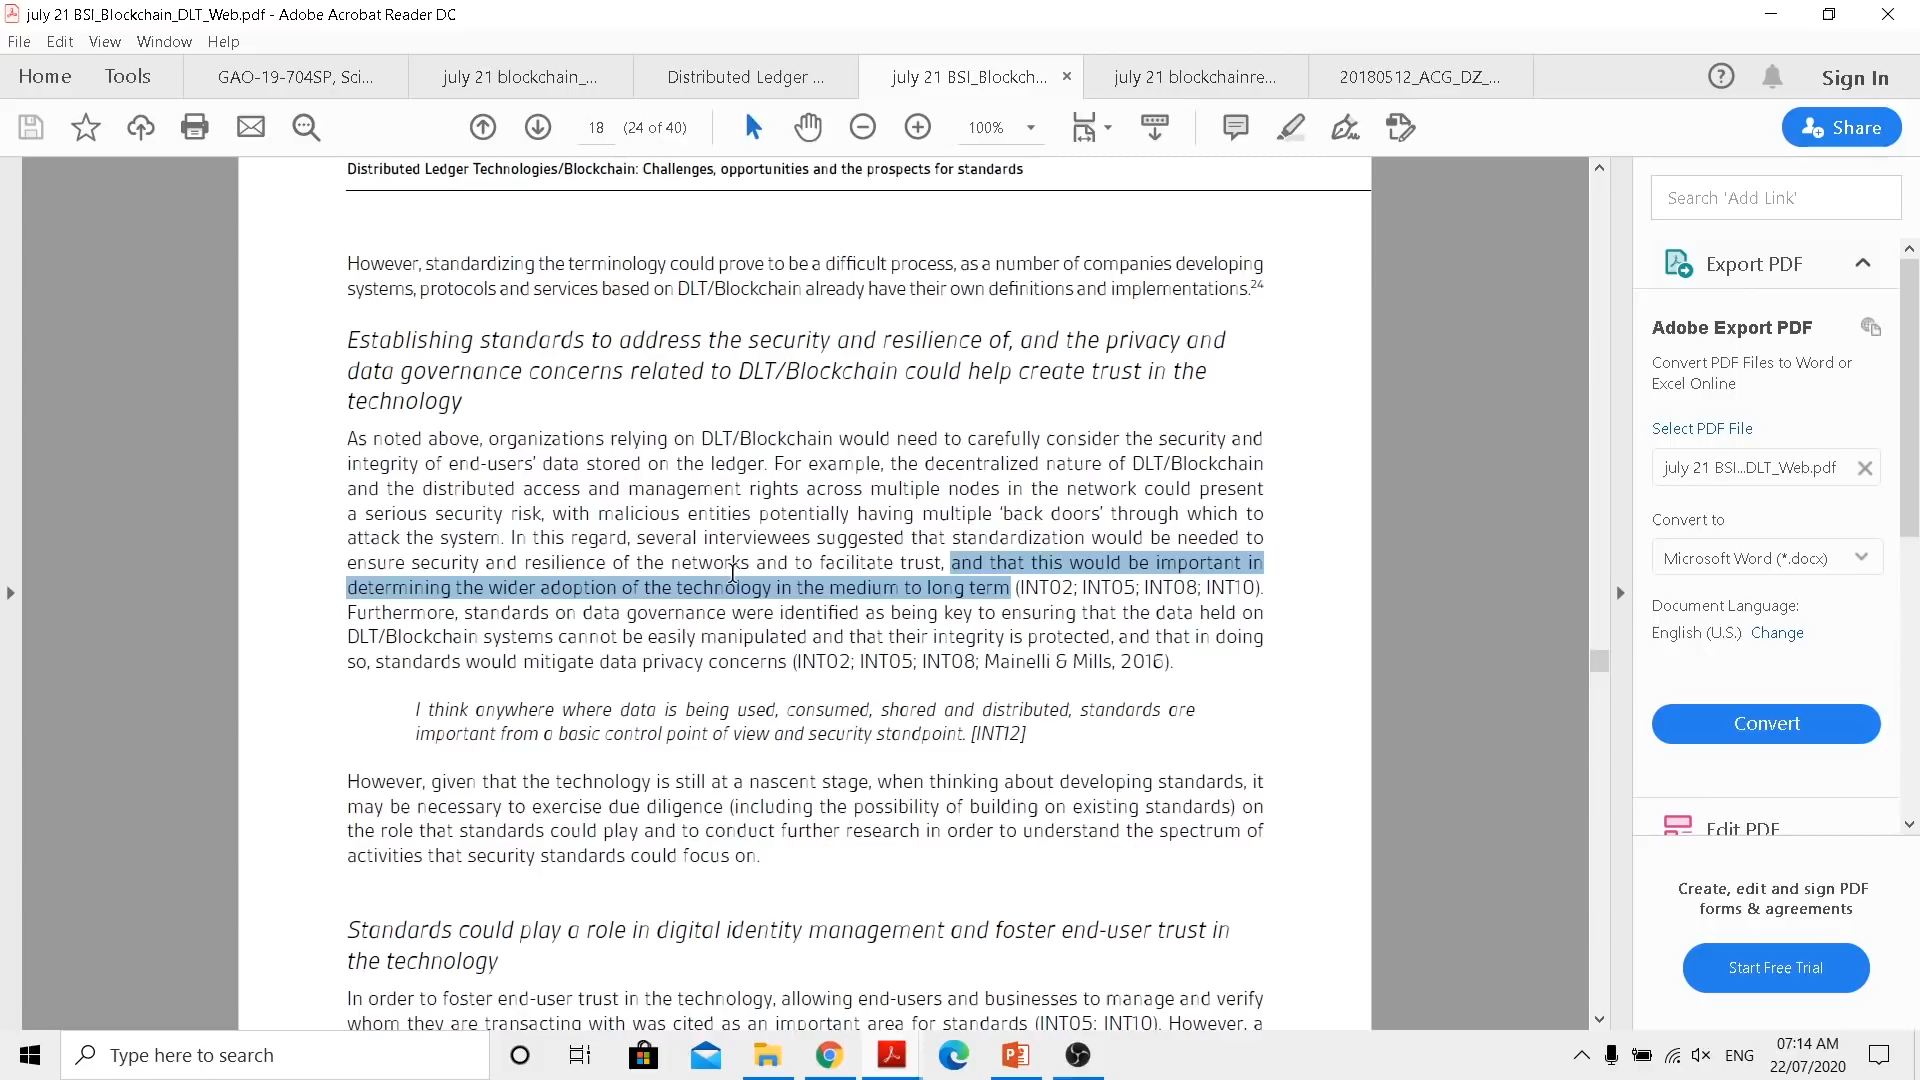 july 21 BSI_Blockchain_DLT_Web.pdf - Adobe Acrobat Reader DC
File Edit View Window Help
Home Tools GAO-19-704SP, Sci... july 21 blockchain_... Distributed Ledger ... july 21 BSI_Blockch... july 21 blockchainre... 20180512_ACG_DZ_... Sign In
18 (24 of 40) 100% Share
Distributed Ledger Technologies/Blockchain: Challenges, opportunities and the prospects for standards
However, standardizing the terminology could prove to be a difficult process, as a number of companies developing
systems, protocols and services based on DLT/Blockchain already have their own definitions and implementations.24
Establishing standards to address the security and resilience of, and the privacy and
data governance concerns related to DLT/Blockchain could help create trust in the
technology
As noted above, organizations relying on DLT/Blockchain would need to carefully consider the security and
integrity of end-users' data stored on the ledger. For example, the decentralized nature of DLT/Blockchain
and the distributed access and management rights across multiple nodes in the network could present
a serious security risk, with malicious entities potentially having multiple 'back doors' through which to
attack the system. In this regard, several interviewees suggested that standardization would be needed to
ensure security and resilience of the networks and to facilitate trust, and that this would be important in
determining the wider adoption of the technology in the medium to long term (INT02; INT05; INT08; INT10).
Furthermore, standards on data governance were identified as being key to ensuring that the data held on
DLT/Blockchain systems cannot be easily manipulated and that their integrity is protected, and that in doing
so, standards would mitigate data privacy concerns (INT02; INT05; INT08; Mainelli & Mills, 2016).
I think anywhere where data is being used, consumed, shared and distributed, standards are
important from a basic control point of view and security standpoint. [INT12]
However, given that the technology is still at a nascent stage, when thinking about developing standards, it
may be necessary to exercise due diligence (including the possibility of building on existing standards) on
the role that standards could play and to conduct further research in order to understand the spectrum of
activities that security standards could focus on.
Standards could play a role in digital identity management and foster end-user trust in
the technology
In order to foster end-user trust in the technology, allowing end-users and businesses to manage and verify
whom they are transacting with was cited as an important area for standards (INT05; INT10). However, a
Search 'Add Link'
Export PDF
Adobe Export PDF
Convert PDF Files to Word or
Excel Online
Select PDF File
july 21 BSI...DLT_Web.pdf
Convert to
Microsoft Word (*.docx)
Document Language:
English (U.S.) Change
Convert
Edit PDF
Create, edit and sign PDF
forms & agreements
Start Free Trial
Type here to search
ENG
07:14 AM
22/07/2020